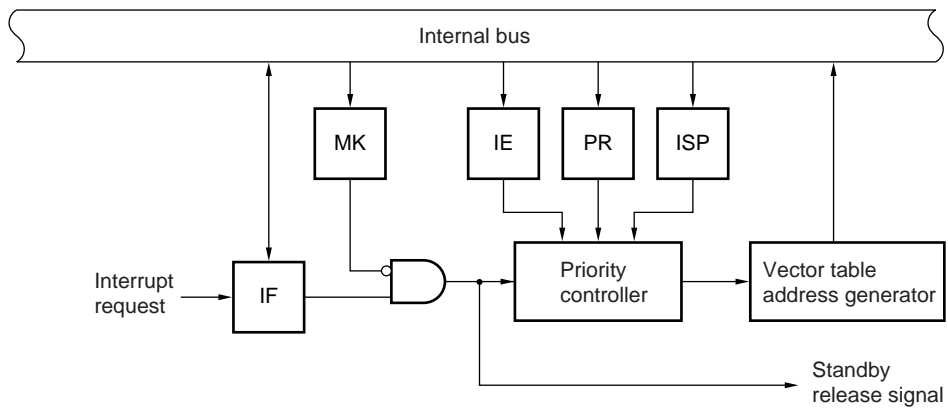 Internal bus
MK
IE
PR
ISP
Interrupt
request
IF
Priority
controller
Vector table
address generator
Standby
release signal